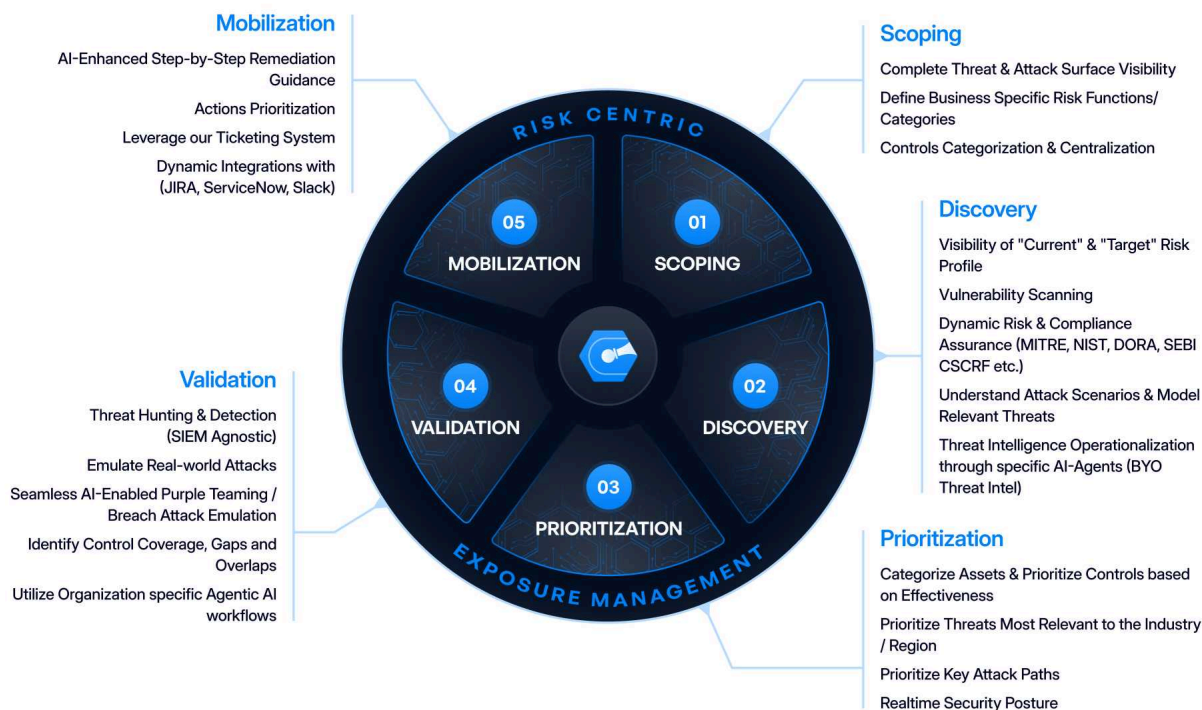 Mobilization
AI-Enhanced Step-by-Step Remediation
Guidance
Actions Prioritization
Leverage our Ticketing System
Dynamic Integrations with
(JIRA, ServiceNow, Slack)
Scoping
Complete Threat & Attack Surface Visibility
Define Business Specific Risk Functions/
Categories
Controls Categorization & Centralization
RISK CENTRIC
05
MOBILIZATION
01
SCOPING
04
VALIDATION
02
DISCOVERY
03
PRIORITIZATION
EXPOSURE MANAGEMENT
Discovery
Visibility of "Current" & "Target" Risk
Profile
Vulnerability Scanning
Dynamic Risk & Compliance
Assurance (MITRE, NIST, DORA, SEBI
CSCRF etc.)
Understand Attack Scenarios & Model
Relevant Threats
Threat Intelligence Operationalization
through specific AI-Agents (BYO
Threat Intel)
Validation
Threat Hunting & Detection
(SIEM Agnostic)
Emulate Real-world Attacks
Seamless AI-Enabled Purple Teaming /
Breach Attack Emulation
Identify Control Coverage, Gaps and
Overlaps
Utilize Organization specific Agentic AI
workflows
Prioritization
Categorize Assets & Prioritize Controls based
on Effectiveness
Prioritize Threats Most Relevant to the Industry
/ Region
Prioritize Key Attack Paths
Realtime Security Posture